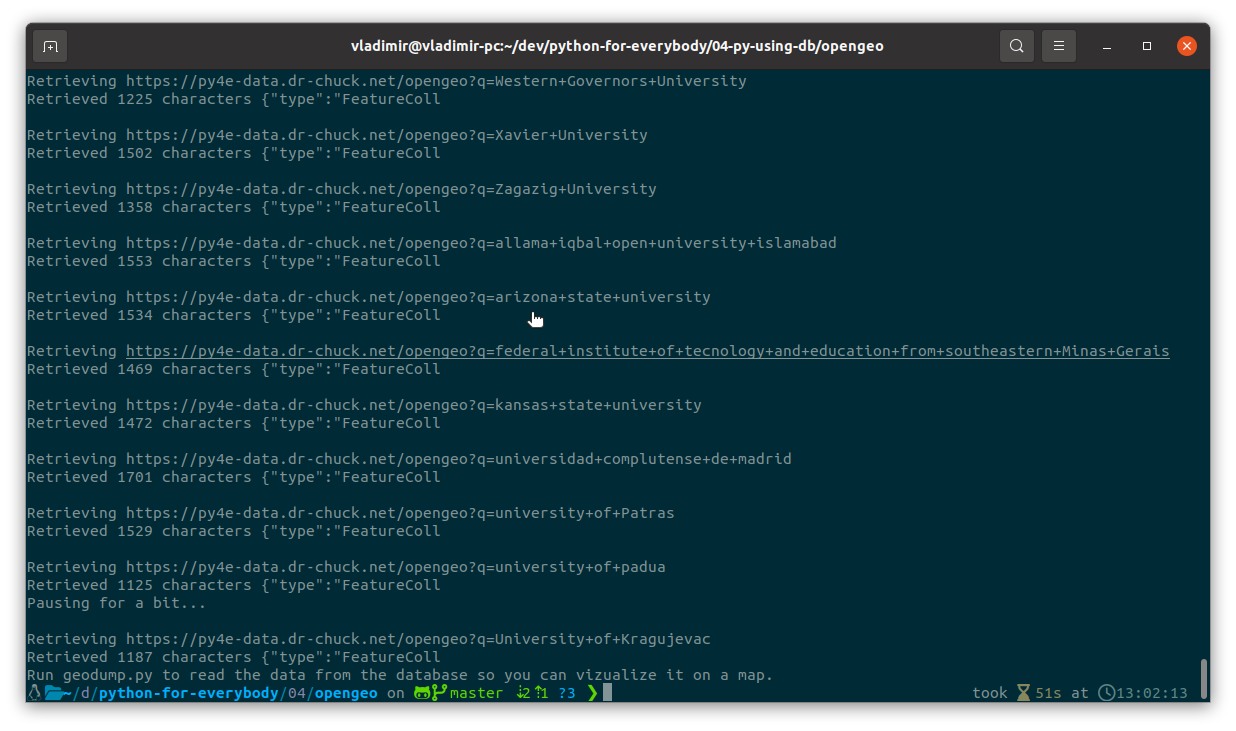 vladimir@vladimir-pc:~/dev/python-for-everybody/04-py-using-db/opengeo
Retrieving https://py4e-data.dr-chuck.net/opengeo?q=Western+Governors+University
Retrieved 1225 characters {"type":"FeatureColl
Retrieving https://py4e-data.dr-chuck.net/opengeo?q=Xavier+University
Retrieved 1502 characters {"type":"FeatureColl
Retrieving https://py4e-data.dr-chuck.net/opengeo?q=Zagazig+University
Retrieved 1358 characters {"type":"FeatureColl
Retrieving https://py4e-data.dr-chuck.net/opengeo?q=allama+iqbal+open+university+islamabad
Retrieved 1553 characters {"type":"FeatureColl
Retrieving https://py4e-data.dr-chuck.net/opengeo?q=arizona+state+university
Retrieved 1534 characters {"type":"FeatureColl
Retrieving https://py4e-data.dr-chuck.net/opengeo?q=federal+institute+of+tecnology+and+education+from+southeastern+Minas+Gerais
Retrieved 1469 characters {"type":"FeatureColl
Retrieving https://py4e-data.dr-chuck.net/opengeo?q=kansas+state+university
Retrieved 1472 characters {"type":"FeatureColl
Retrieving https://py4e-data.dr-chuck.net/opengeo?q=universidad+complutense+de+madrid
Retrieved 1701 characters {"type":"FeatureColl
Retrieving https://py4e-data.dr-chuck.net/opengeo?q=university+of+Patras
Retrieved 1529 characters {"type":"FeatureColl
Retrieving https://py4e-data.dr-chuck.net/opengeo?q=university+of+padua
Retrieved 1125 characters {"type":"FeatureColl
Pausing for a bit...
Retrieving https://py4e-data.dr-chuck.net/opengeo?q=University+of+Kragujevac
Retrieved 1187 characters {"type":"FeatureColl
Run geodump.py to read the data from the database so you can vizualize it on a map.
~/d/python-for-everybody/04/opengeo on master ⇣2⇡1 ?3 ❯ took 51s at 13:02:13